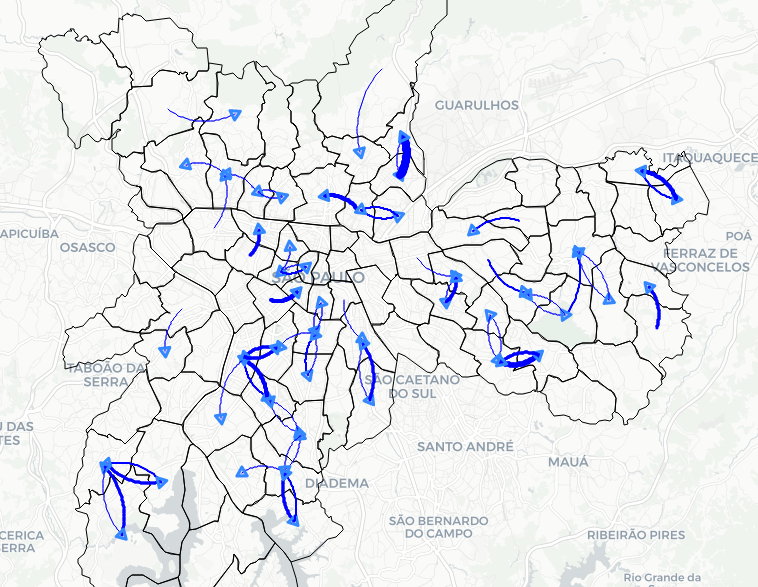 GUARULHOS
ITAQUAQUECE
APICUÍBA
OSASCO
POÁ
FERRAZ DE
VASCONCELOS
SÃO PAULO
TABOÃO DA
SERRA
SÃO CAETANO
DO SUL
U DAS
TES
SANTO ANDRÉ
MAUÁ
DIADEMA
SÃO BERNARDO
DO CAMPO
CERICA
SERRA
RIBEIRÃO PIRES
Rio Grande da